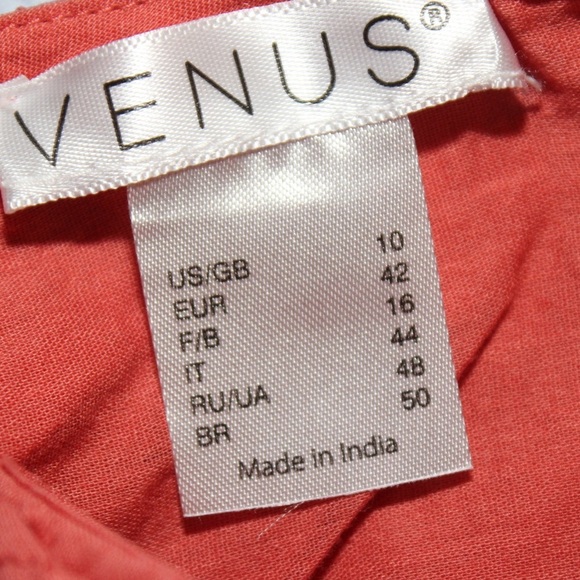 VENUS®
US/GB 10
EUR 42
F/B 16
IT 44
RU/UA 48
BR 50
Made in India